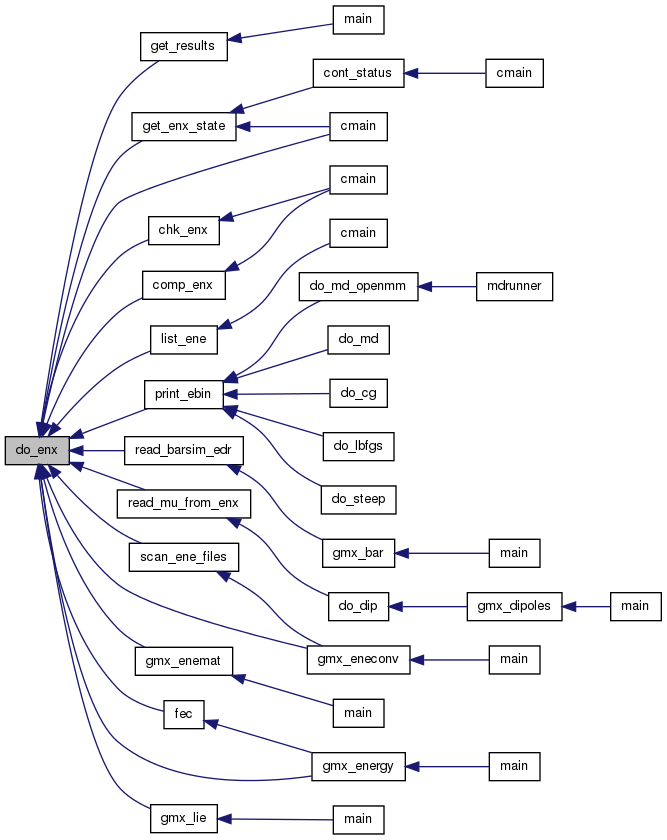 main
get_results
cont_status
cmain
get_enx_state
cmain
cmain
chk_enx
cmain
comp_enx
do_md_openmm
mdrunner
list_ene
do_md
print_ebin
do_cg
do_enx
read_barsim_edr
do_lbfgs
read_mu_from_enx
do_steep
scan_ene_files
gmx_bar
main
do_dip
gmx_dipoles
main
gmx_enemat
gmx_eneconv
main
fec
main
gmx_energy
main
gmx_lie
main